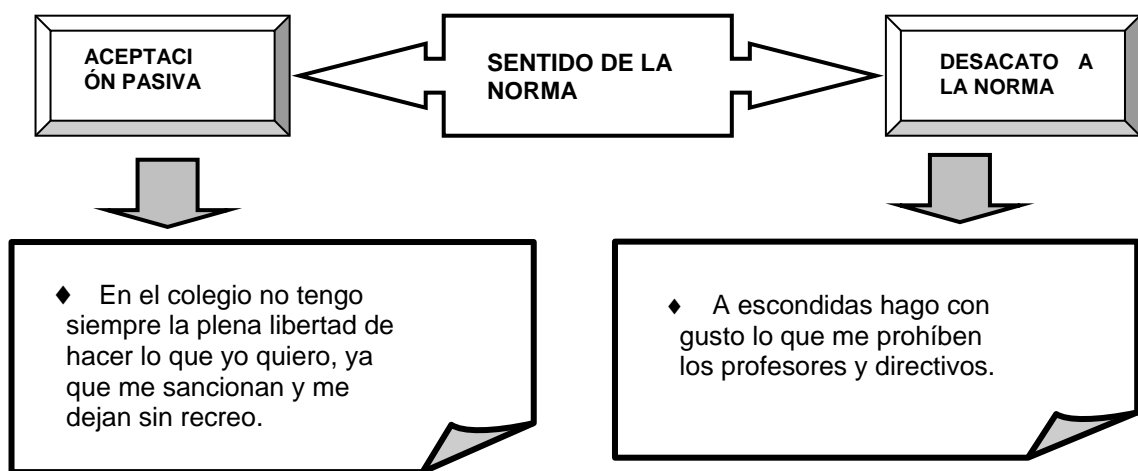 ACEPTACI
ÓN PASIVA
SENTIDO DE LA
NORMA
DESACATO A
LA NORMA
♦ En el colegio no tengo
siempre la plena libertad de
hacer lo que yo quiero, ya
que me sancionan y me
dejan sin recreo.
♦ A escondidas hago con
gusto lo que me prohíben
los profesores y directivos.